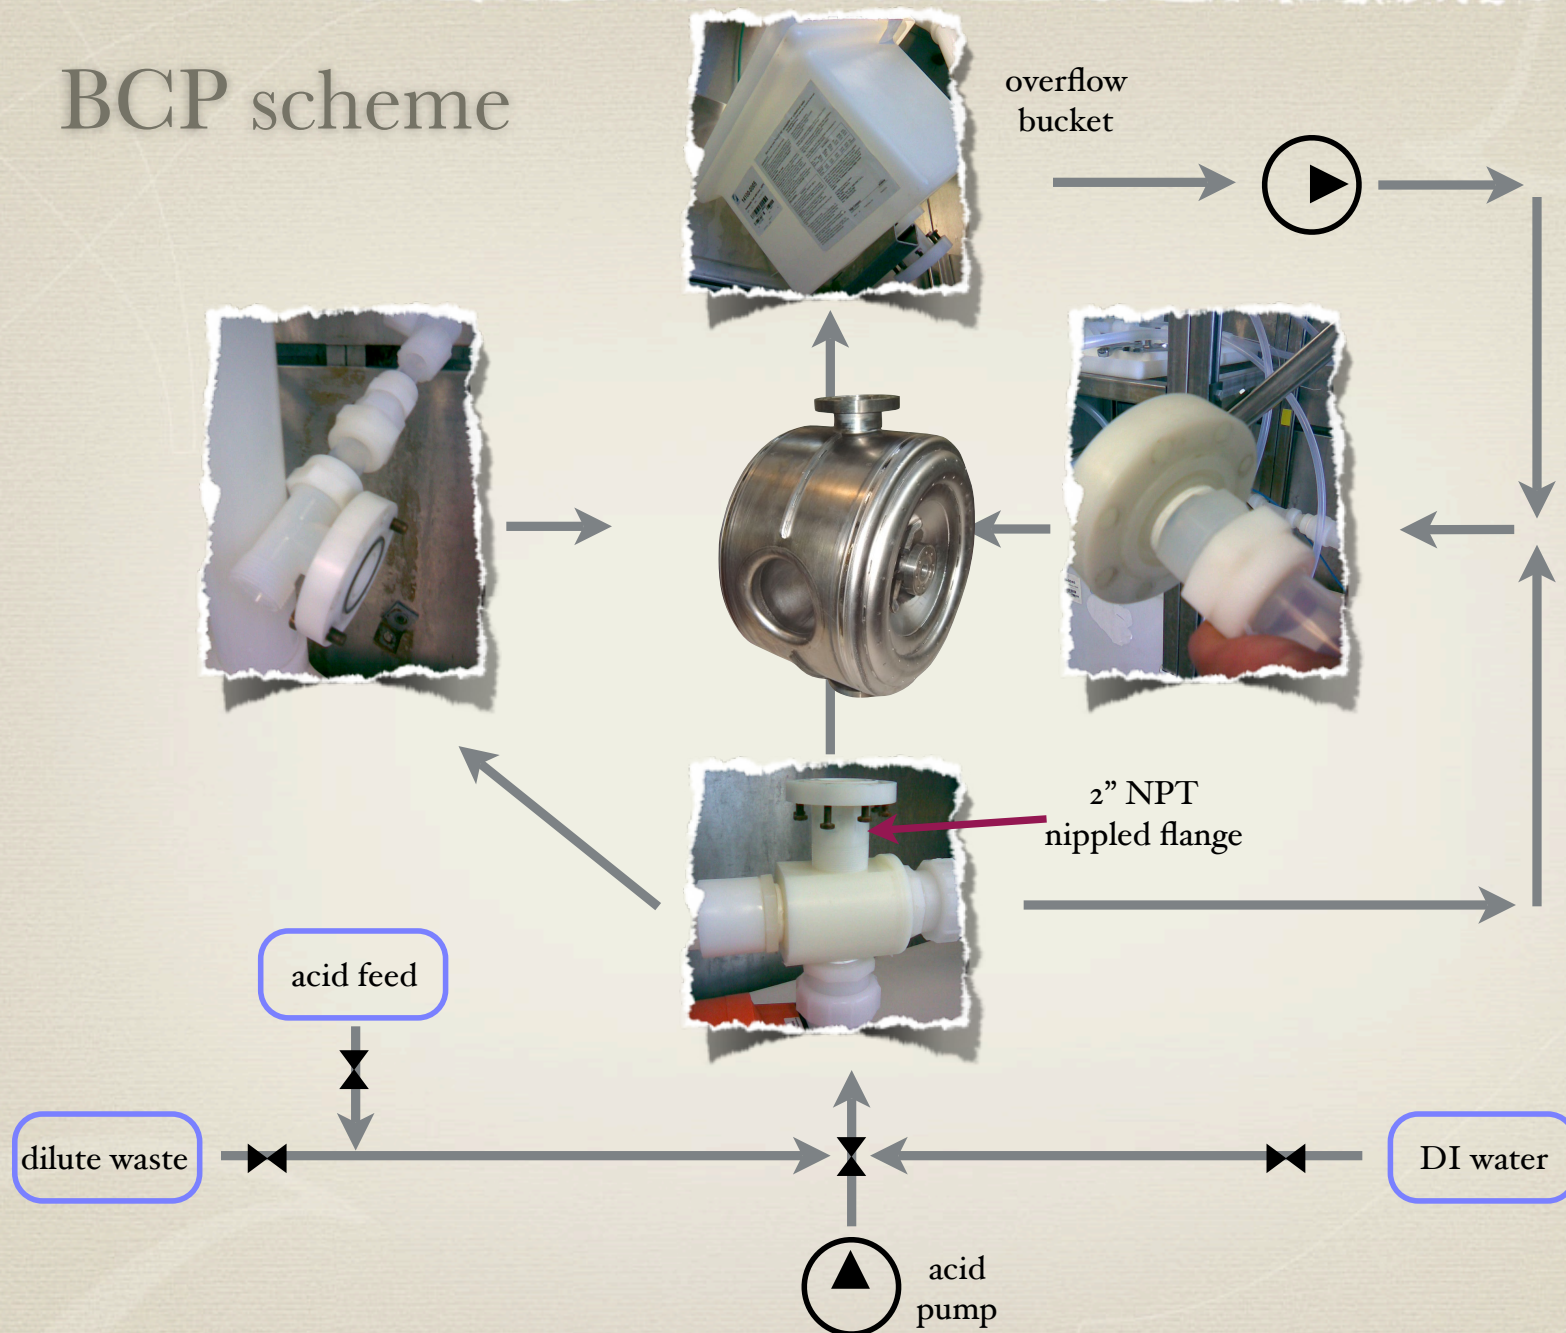 BCP scheme
overflow
bucket
2” NPT
nippled flange
acid feed
dilute waste
DI water
acid
pump